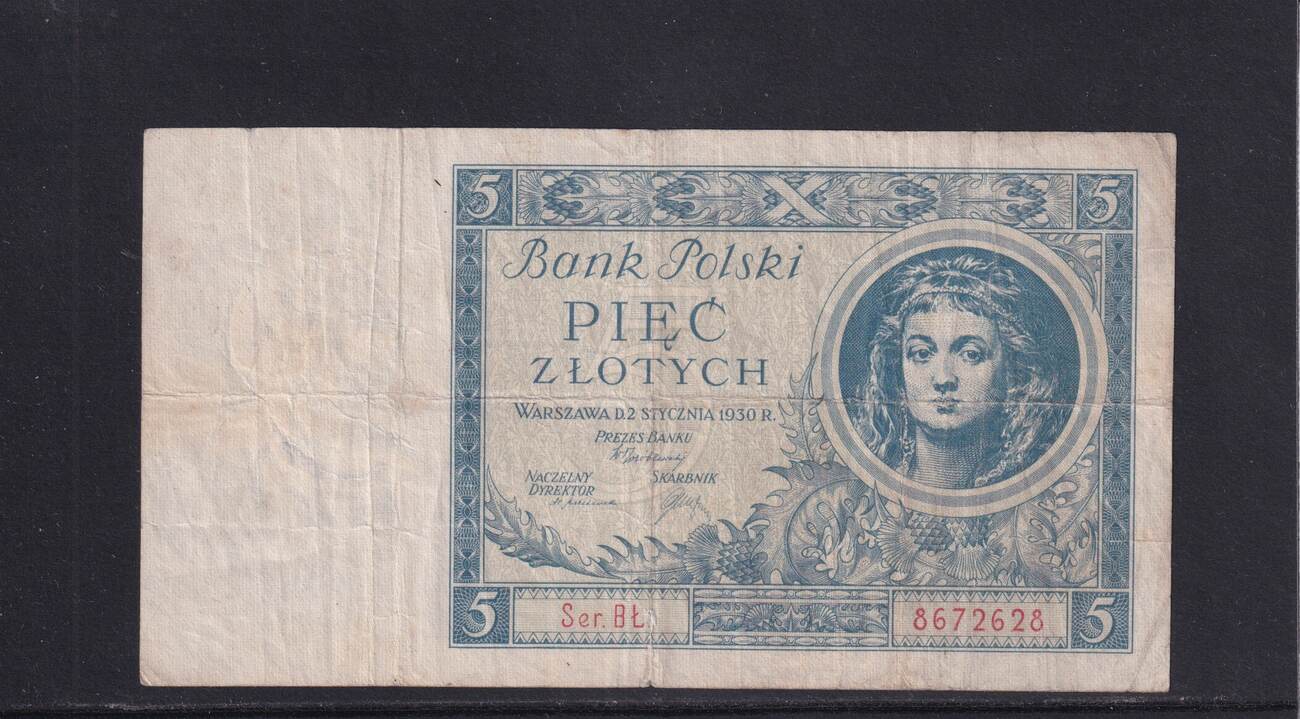 5 5
Bank Polski
PIĘĆ
ZŁOTYCH
WARSZAWA D.2 STYCZNIA 1930 R.
PREZES BANKU
NACZELNY SKARBNIK
DYREKTOR
5 Ser. BŁ. 8672628 5